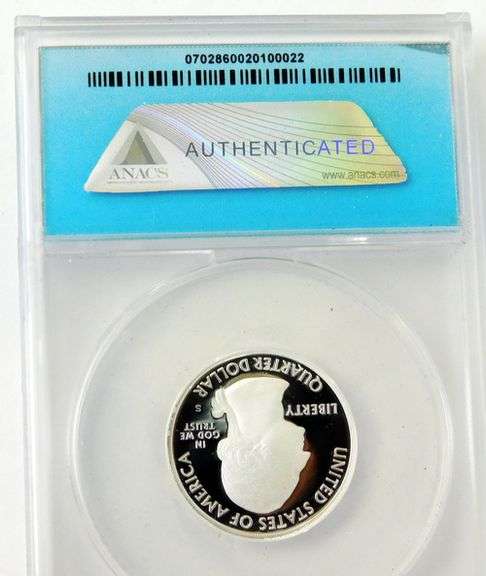 0702860020100022
ANACS
AUTHENTICATED
www.anacs.com
QUARTER DOLLAR
LIBERTY
S
IN
GOD WE
TRUST
UNITED STATES OF AMERICA